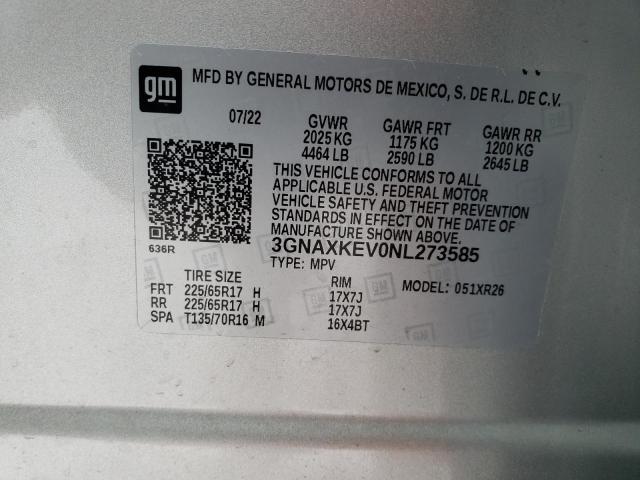 gm
MFD BY GENERAL MOTORS DE MEXICO, S. DE R.L. DE C.V.
07/22 GVWR GAWR FRT GAWR RR
2025 KG 1175 KG 1200 KG
4464 LB 2590 LB 2645 LB
THIS VEHICLE CONFORMS TO ALL
APPLICABLE U.S. FEDERAL MOTOR
VEHICLE SAFETY AND THEFT PREVENTION
STANDARDS IN EFFECT ON THE DATE OF
MANUFACTURE SHOWN ABOVE.
636R
3GNAXKEV0NL273585
TYPE: MPV
TIRE SIZE RIM MODEL: 051XR26
FRT 225/65R17 H 17X7J
RR 225/65R17 H 17X7J
SPA T135/70R16 M 16X4BT